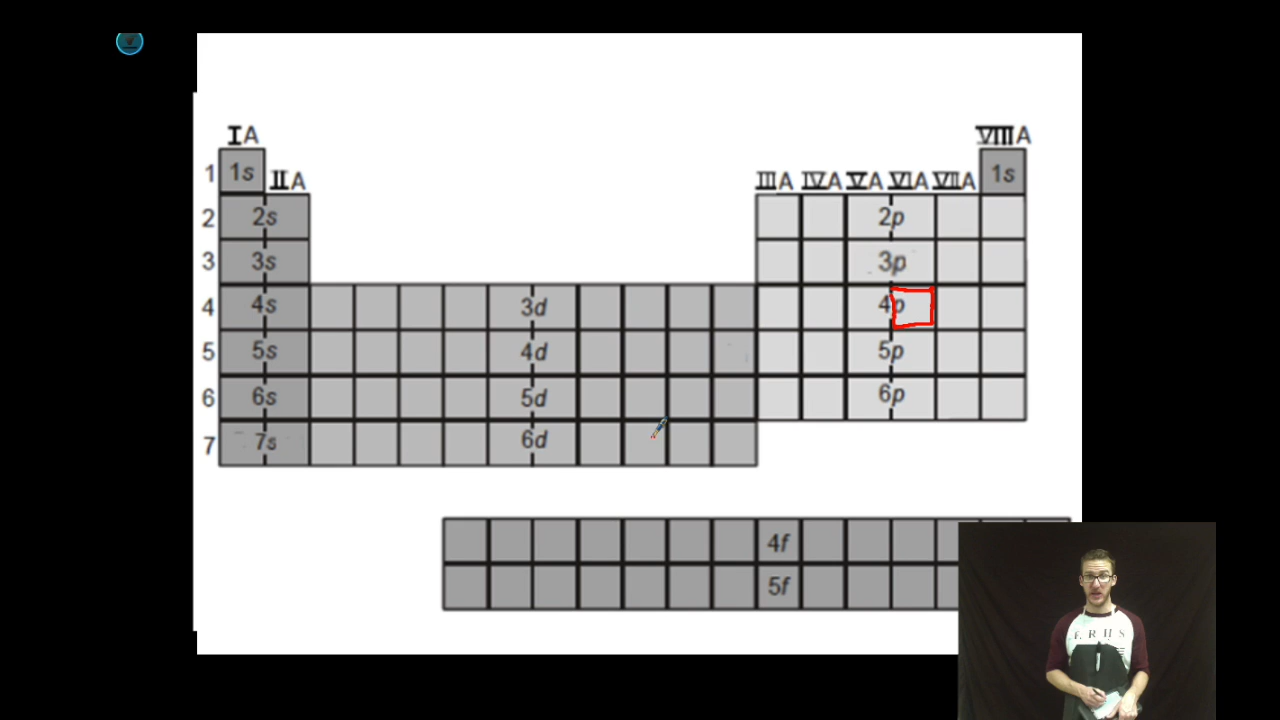 IA VIIIA
1 1s IIA IIIA IVA VA VIA VIIA 1s
2 2s 2p
3 3s 3p
4 4s 3d 4p
5 5s 4d 5p
6 6s 5d 6p
7 7s 6d
4f
5f
F. R H S